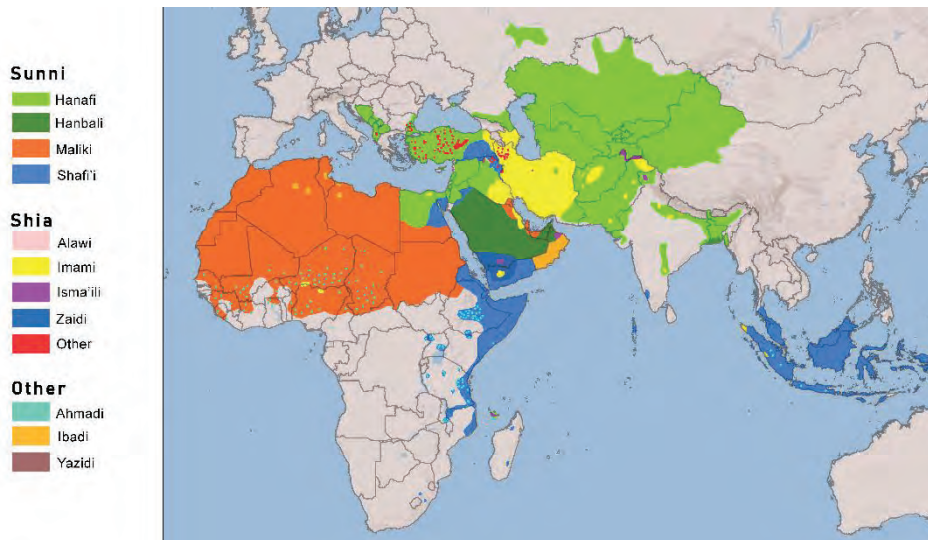 Sunni
Hanafi
Hanbali
Maliki
Shafi'i
Shia
Alawi
Imami
Isma'ili
Zaidi
Other
Other
Ahmadi
Ibadi
Yazidi